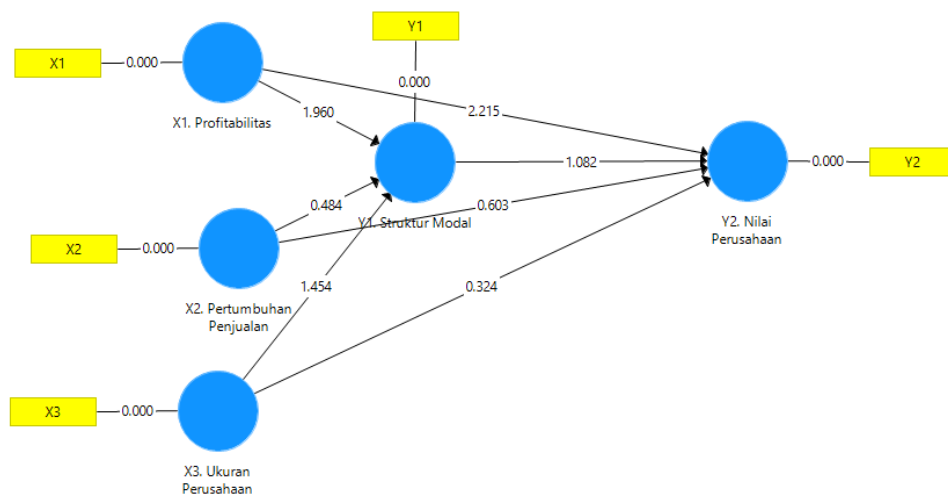 Y1
X1
0.000
0.000
2.215
1.960
X1. Profitabilitas
1.082
0.000
Y2
0.484
0.603
Y1. Struktur Modal
Y2. Nilai
Perusahaan
X2
0.000
X2. Pertumbuhan
Penjualan
1.454
0.324
X3
0.000
X3. Ukuran
Perusahaan